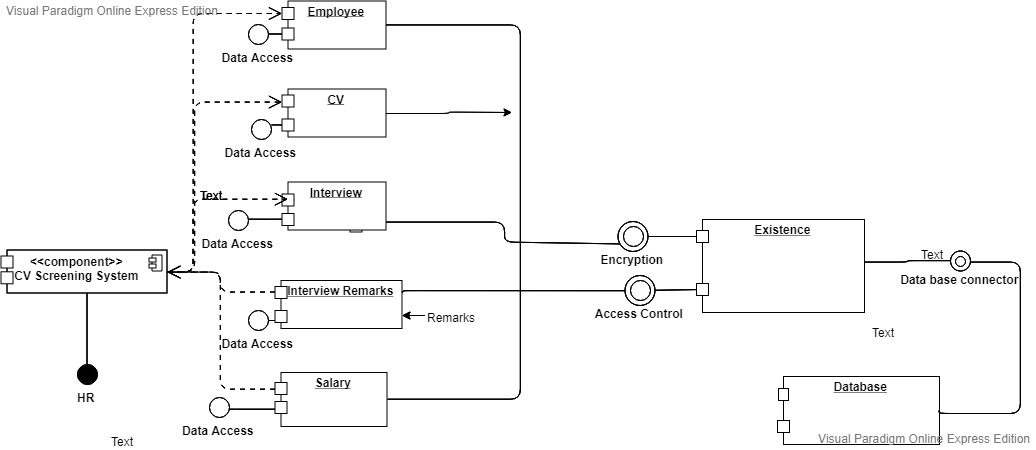 Visual Paradigm Online Express Edition
Employee
Data Access
CV
Data Access
Text
Interview
Data Access
Existence
Encryption
<<component>>
CV Screening System
Text
Data base connector
Interview Remarks
Access Control
Remarks
Data Access
Text
Salary
Database
HR
Data Access
Text
Visual Paradigm Online Express Edition